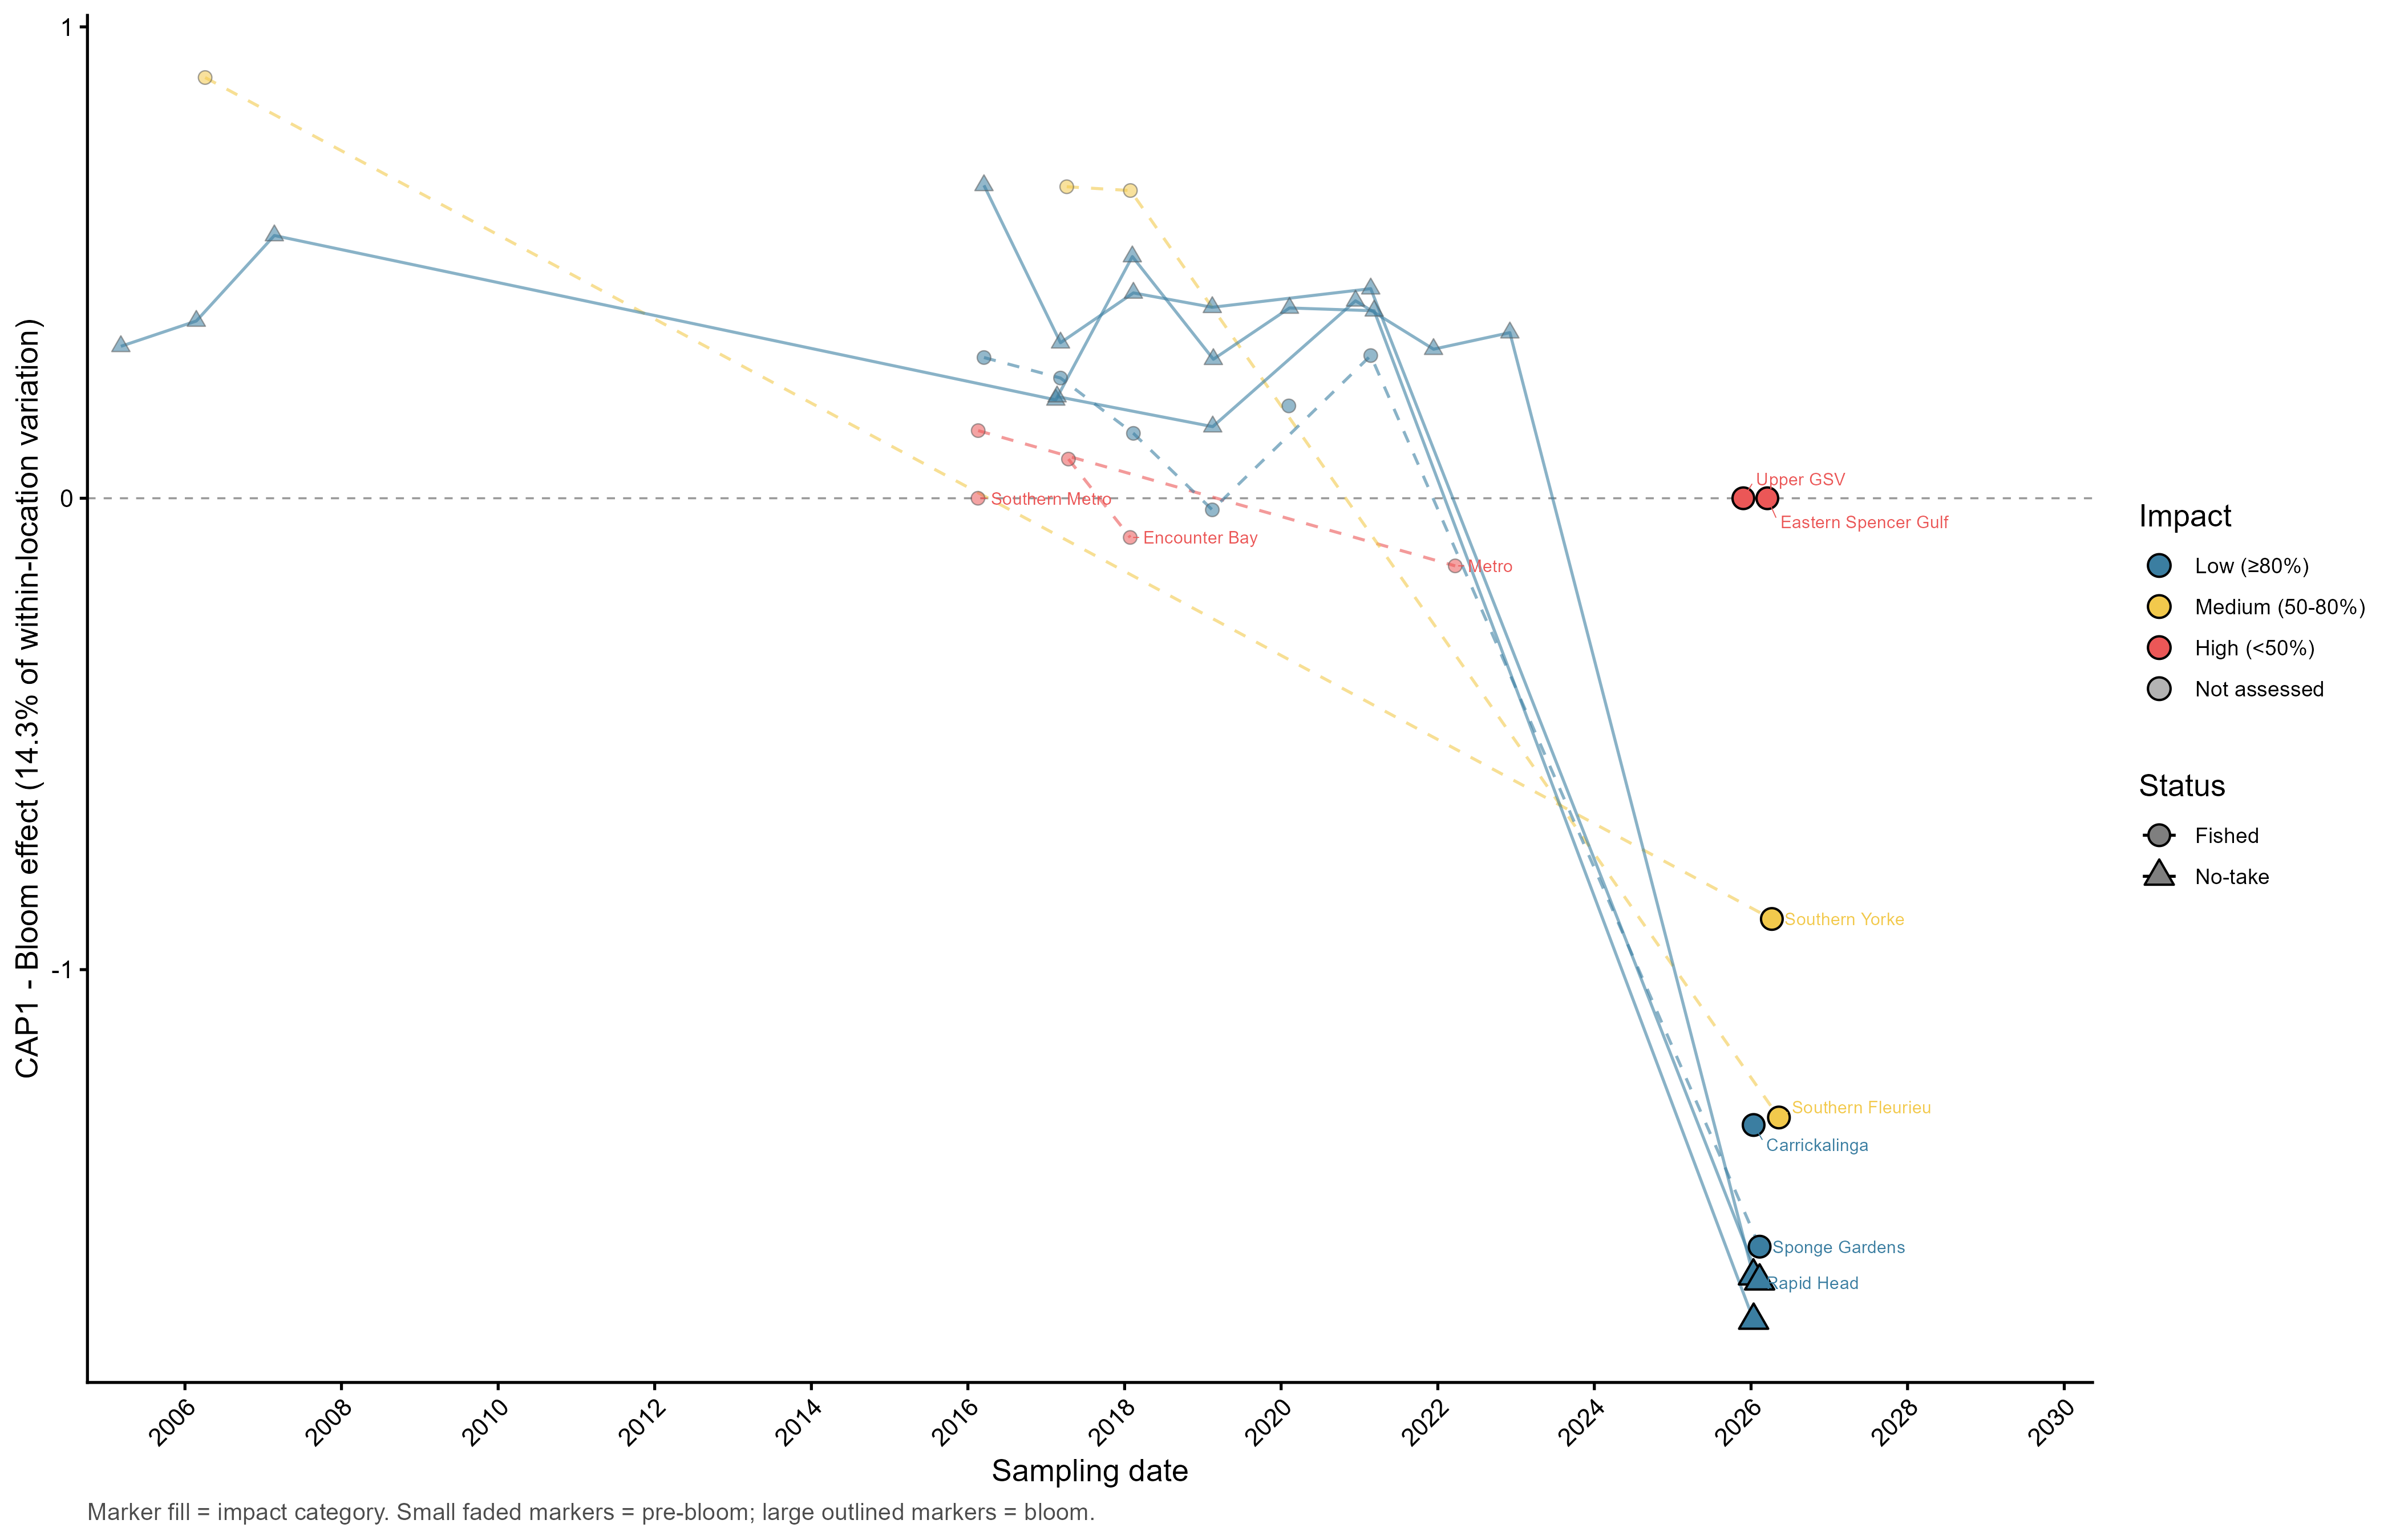 CAP1 - Bloom effect (14.3% of within-location variation)
1
0
-1
Southern Metro
Encounter Bay
Metro
Upper GSV
Eastern Spencer Gulf
Southern Yorke
Southern Fleurieu
Carrickalinga
Sponge Gardens
Rapid Head
2006
2008
2010
2012
2014
2016
2018
2020
2022
2024
2026
2028
2030
Sampling date
Impact
Low (≥80%)
Medium (50-80%)
High (<50%)
Not assessed
Status
Fished
No-take
Marker fill = impact category. Small faded markers = pre-bloom; large outlined markers = bloom.